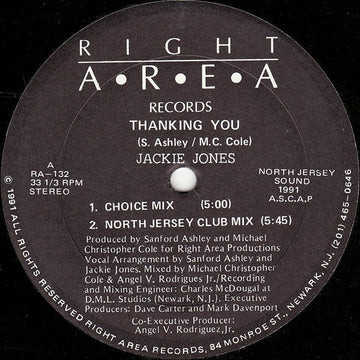 RIGHT
A•R•E•A
RECORDS
THANKING YOU
(S. Ashley / M.C. Cole)
JACKIE JONES
A
RA-132
33 1/3 RPM
STEREO
NORTH JERSEY
SOUND
1991
A.S.C.A.P
1. CHOICE MIX (5:00)
2. NORTH JERSEY CLUB MIX (5:45)
Produced by Sanford Ashley and Michael
Christopher Cole for Right Area Productions
Vocal Arrangement by Sanford Ashley and
Jackie Jones. Mixed by Michael Christopher
Cole & Angel V. Rodrigues Jr./ Recording
and Mixing Engineer: Charles McDougal at
D.M.L. Studios (Newark, N.J.). Executive
Producers: Dave Carter and Mark Davenport
Co-Executive Producer:
Angel V. Rodriguez, Jr.
© 1991 ALL RIGHTS RESERVED RIGHT AREA RECORDS, 84 MONROE ST., NEWARK, N.J. (201) 465-0646